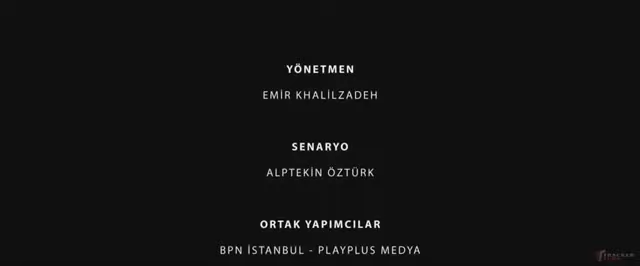 YÖNETMEN
EMİR KHALİLZADEH
SENARYO
ALPTEKİN ÖZTÜRK
ORTAK YAPIMCILAR
BPN İSTANBUL - PLAYPLUS MEDYA